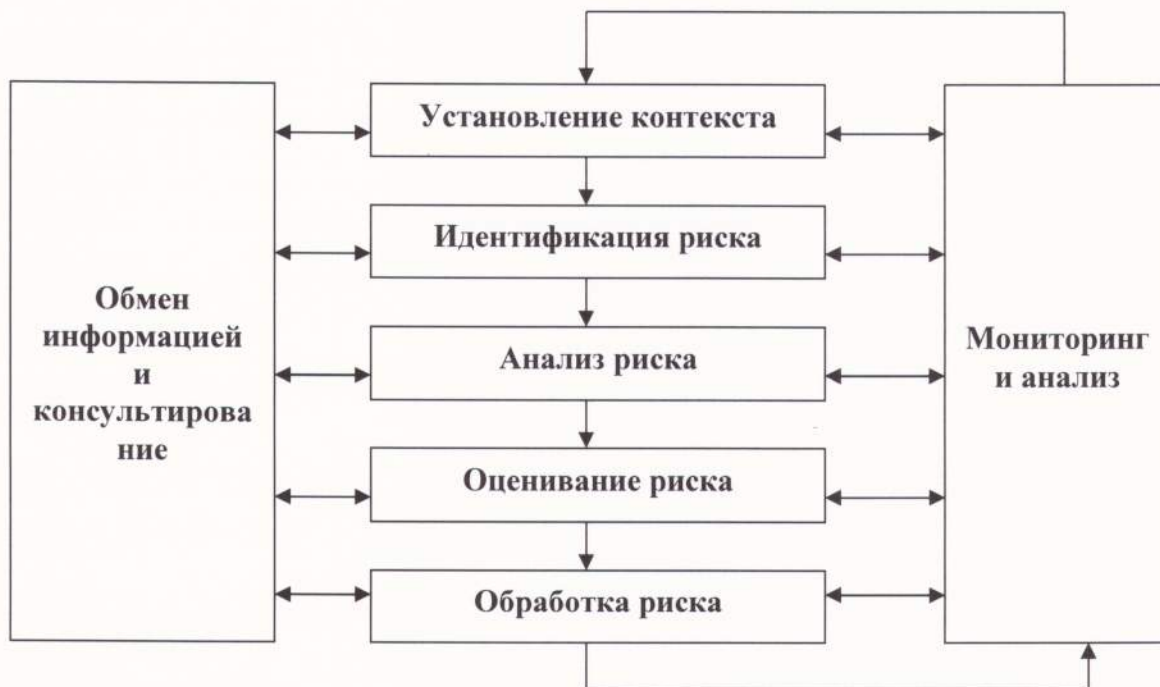 Установление контекста
Идентификация риска
Анализ риска
Оценивание риска
Обработка риска
Обмен
информацией
и
консультирова
ние
Мониторинг
и анализ